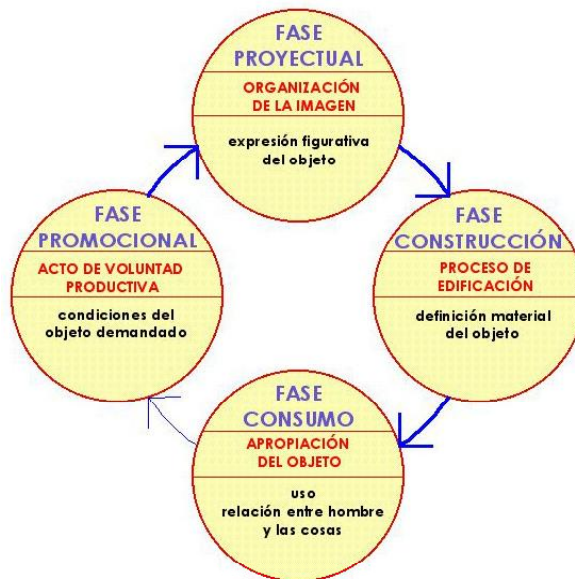 FASE
PROYECTUAL
ORGANIZACIÓN
DE LA IMAGEN
expresión figurativa
del objeto
FASE
PROMOCIONAL
ACTO DE VOLUNTAD
PRODUCTIVA
condiciones del
objeto demandado
FASE
CONSTRUCCIÓN
PROCESO DE
EDIFICACIÓN
definición material
del objeto
FASE
CONSUMO
APROPIACIÓN
DEL OBJETO
uso
relación entre hombre
y las cosas